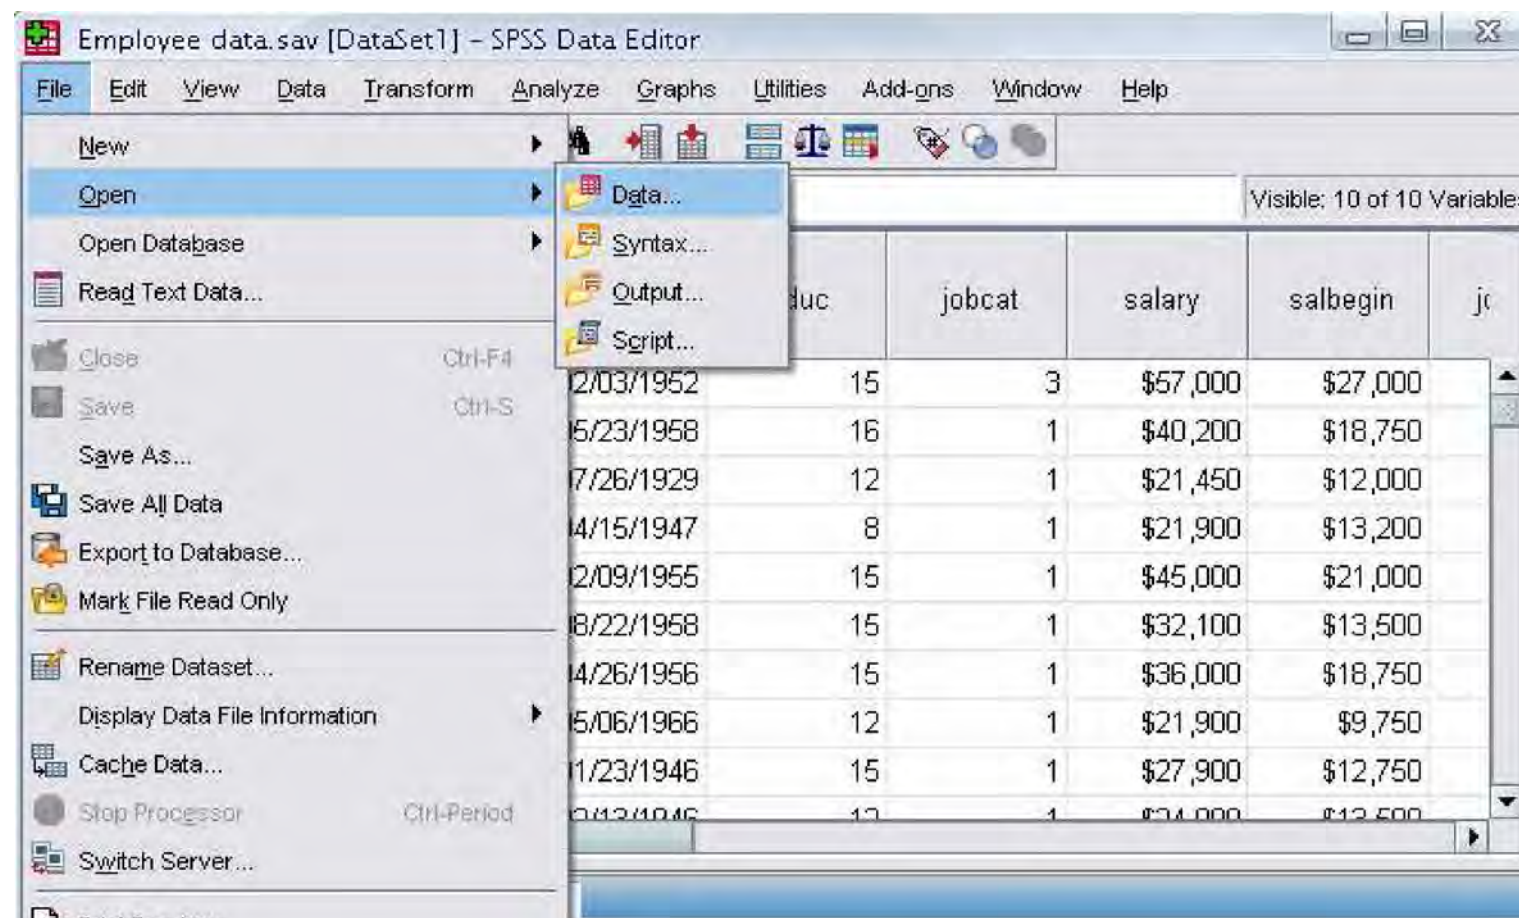 Employee data.sav [DataSet1] - SPSS Data Editor
File Edit View Data Transform Analyze Graphs Utilities Add-ons Window Help
New
Open
Open Database
Read Text Data...
Close Ctrl-F4
Save Ctrl-S
Save As...
Save All Data
Export to Database...
Mark File Read Only
Rename Dataset...
Display Data File Information
Cache Data...
Stop Processor Ctrl-Period
Switch Server...
Data...
Syntax...
Output...
Script...
Visible: 10 of 10 Variables
duc jobcat salary salbegin
2/03/1952 15 3 $57,000 $27,000
5/23/1958 16 1 $40,200 $18,750
7/26/1929 12 1 $21,450 $12,000
4/15/1947 8 1 $21,900 $13,200
2/09/1955 15 1 $45,000 $21,000
8/22/1958 15 1 $32,100 $13,500
4/26/1956 15 1 $36,000 $18,750
5/06/1966 12 1 $21,900 $9,750
1/23/1946 15 1 $27,900 $12,750